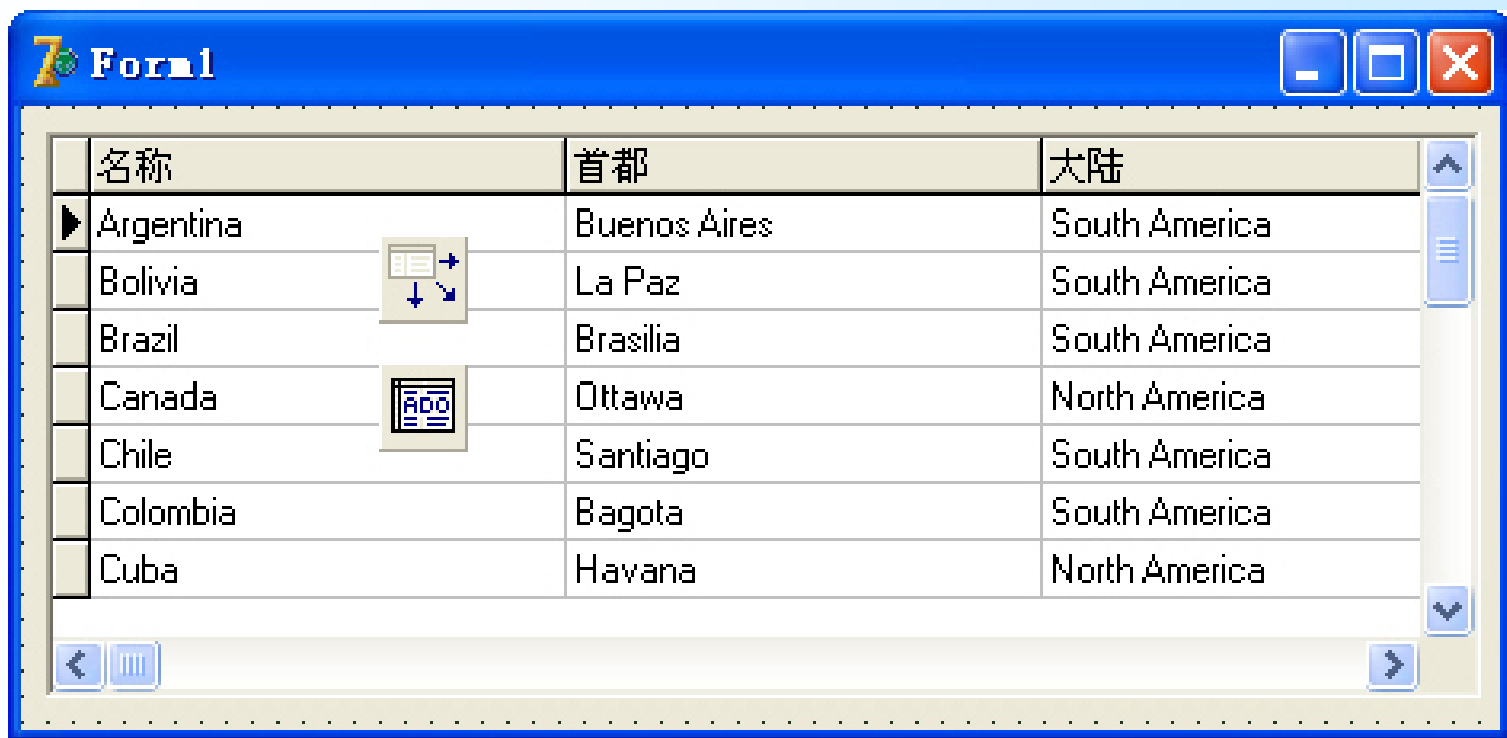 Form1
名称 首都 大陆
Argentina Buenos Aires South America
Bolivia La Paz South America
Brazil Brasilia South America
Canada Ottawa North America
ADO
Chile Santiago South America
Colombia Bagota South America
Cuba Havana North America